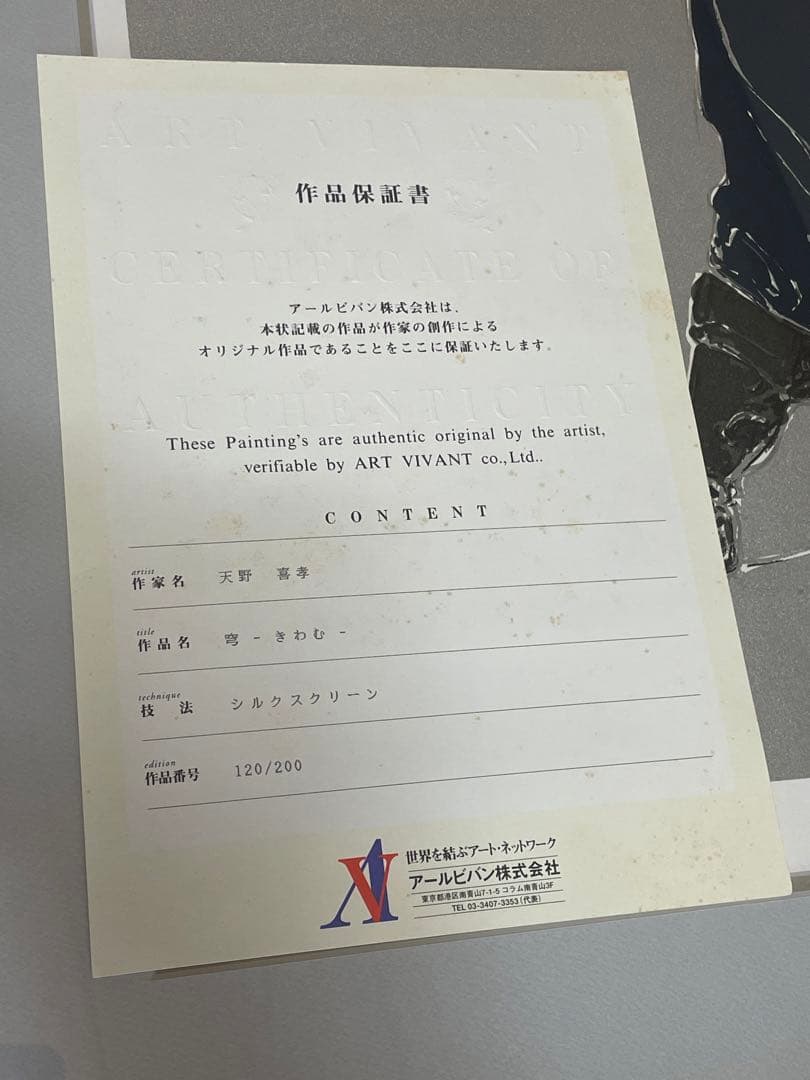 ART VIVANT
作品保証書
CERTIFICATE OF
アールビバン株式会社は、
本状記載の作品が作家の創作による
オリジナル作品であることをここに保証いたします。
AUTHENTICITY
These Painting's are authentic original by the artist,
verifiable by ART VIVANT co.,Ltd..
CONTENT
artist
作家名 天野 喜孝
title
作品名 穹 - きわむ -
technique
技法 シルクスクリーン
edition
作品番号 120/200
世界を結ぶアート・ネットワーク
アールビバン株式会社
東京都港区南青山7-1-5 コラム南青山3F
TEL 03-3407-3353(代表)